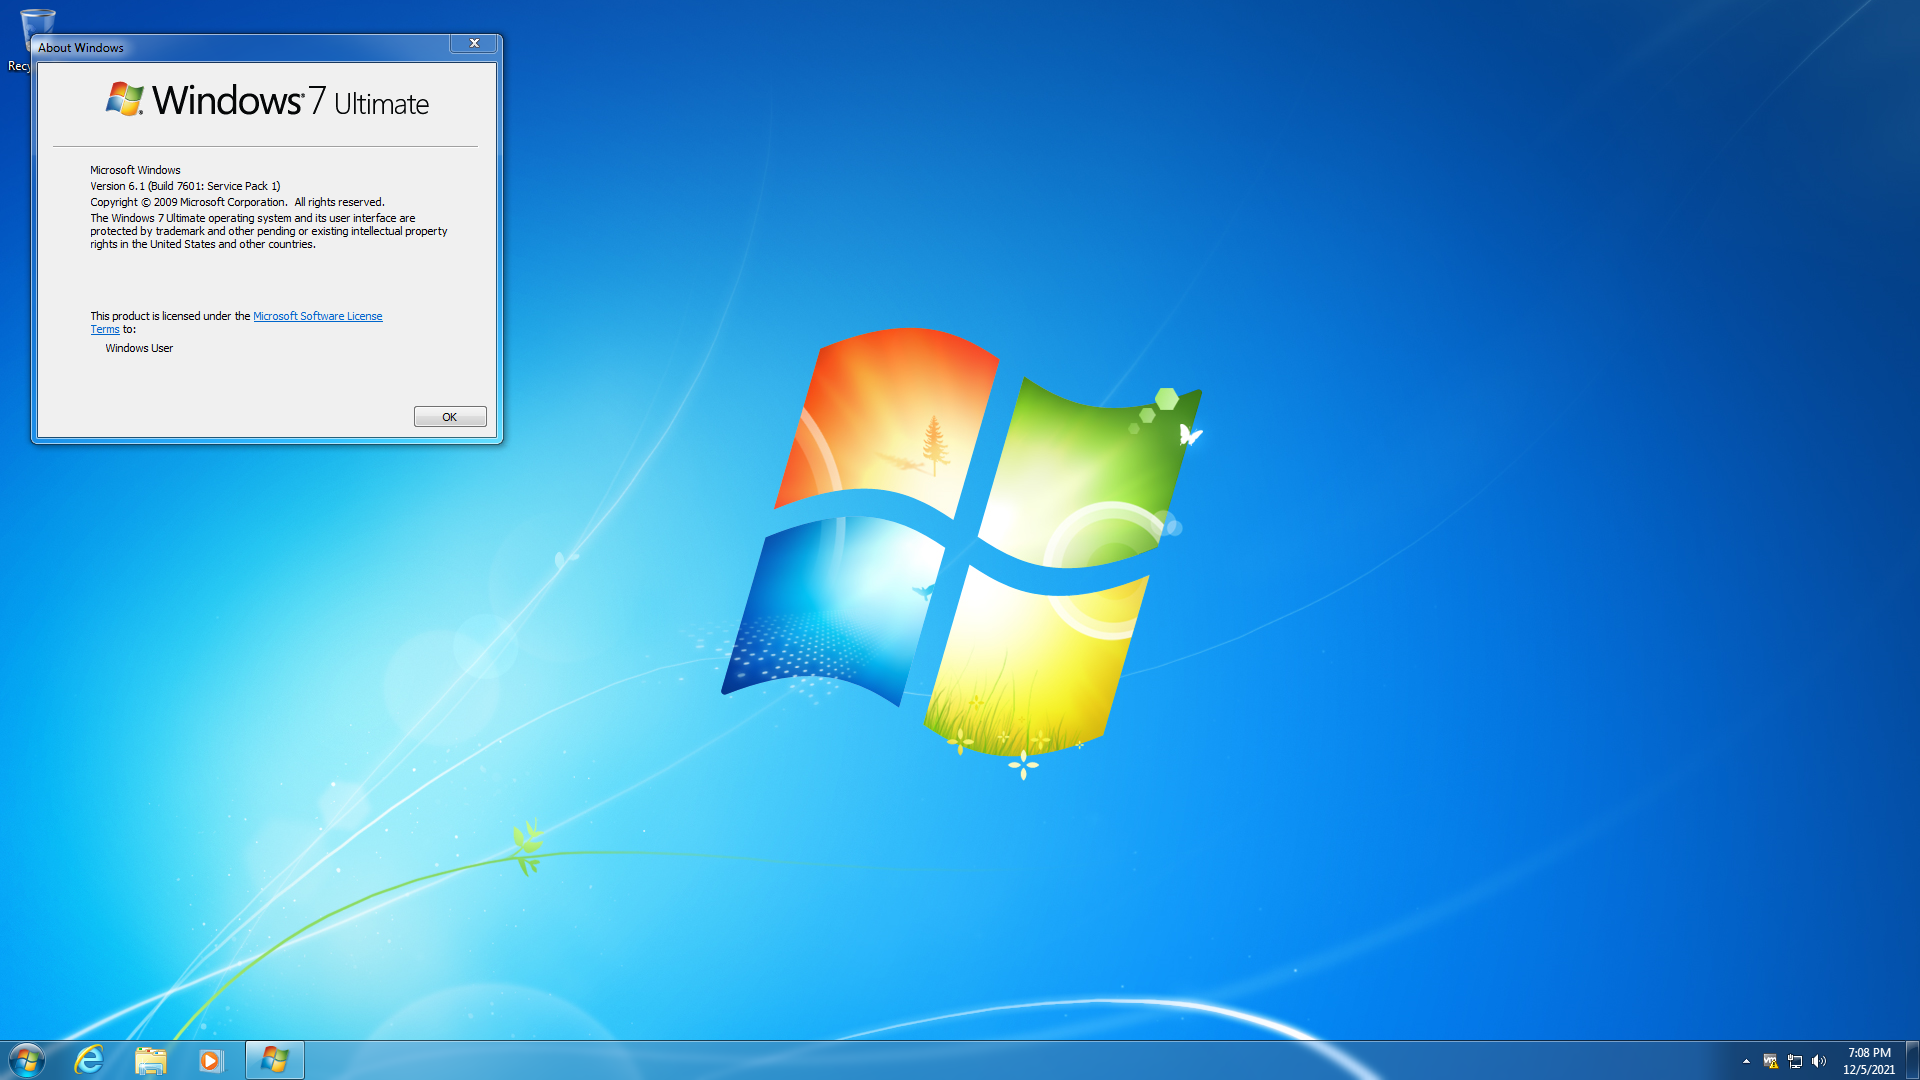 Recy
About Windows
Windows® 7 Ultimate
Microsoft Windows
Version 6.1 (Build 7601: Service Pack 1)
Copyright © 2009 Microsoft Corporation.  All rights reserved.
The Windows 7 Ultimate operating system and its user interface are
protected by trademark and other pending or existing intellectual property
rights in the United States and other countries.
This product is licensed under the Microsoft Software License
Terms to:
Windows User
OK
7:08 PM
12/5/2021